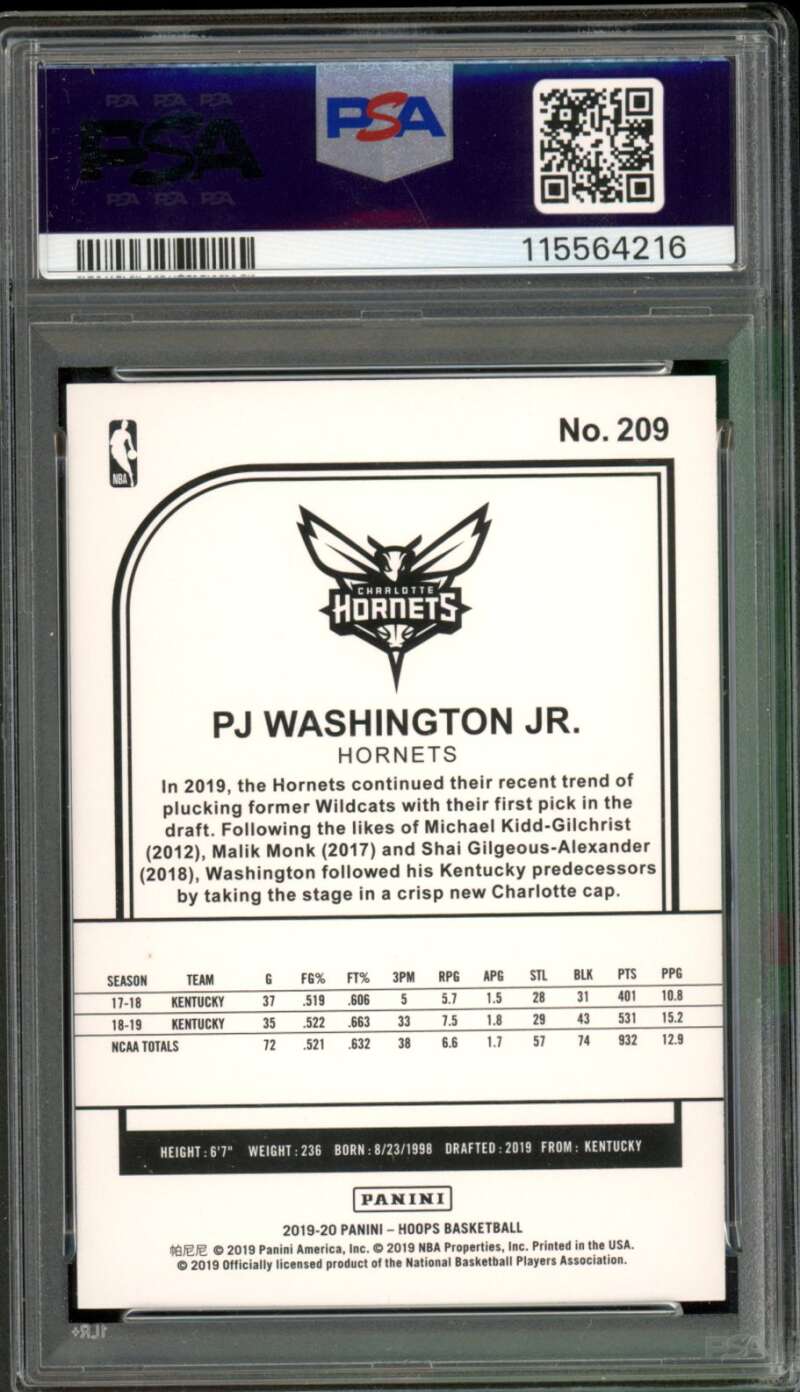 PSA PSA PSA
PSA
PSA PSA PSA
PSA
115564216
No. 209
NBA
CHARLOTTE
HORNETS
PJ WASHINGTON JR.
HORNETS
In 2019, the Hornets continued their recent trend of
plucking former Wildcats with their first pick in the
draft. Following the likes of Michael Kidd-Gilchrist
(2012), Malik Monk (2017) and Shai Gilgeous-Alexander
(2018), Washington followed his Kentucky predecessors
by taking the stage in a crisp new Charlotte cap.
SEASON TEAM G FG% FT% 3PM RPG APG STL BLK PTS PPG
17-18 KENTUCKY 37 .519 .606 5 5.7 1.5 28 31 401 10.8
18-19 KENTUCKY 35 .522 .663 33 7.5 1.8 29 43 531 15.2
NCAA TOTALS 72 .521 .632 38 6.6 1.7 57 74 932 12.9
HEIGHT: 6'7" WEIGHT: 236 BORN: 8/23/1998 DRAFTED: 2019 FROM: KENTUCKY
PANINI
2019-20 PANINI – HOOPS BASKETBALL
帕尼尼 © 2019 Panini America, Inc. © 2019 NBA Properties, Inc. Printed in the USA.
© 2019 Officially licensed product of the National Basketball Players Association.
1LR+
PSA